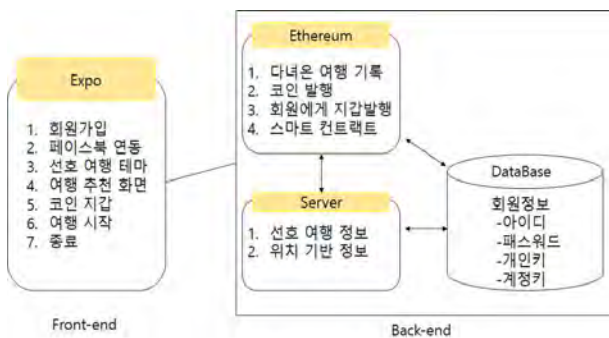 Expo
1. 회원가입
2. 페이스북 연동
3. 선호 여행 테마
4. 여행 추천 화면
5. 코인 지갑
6. 여행 시작
7. 종료
Front-end
Ethereum
1. 다녀온 여행 기록
2. 코인 발행
3. 회원에게 지갑발행
4. 스마트 컨트랙트
Server
1. 선호 여행 정보
2. 위치 기반 정보
DataBase
회원정보
-아이디
-패스워드
-개인키
-계정키
Back-end